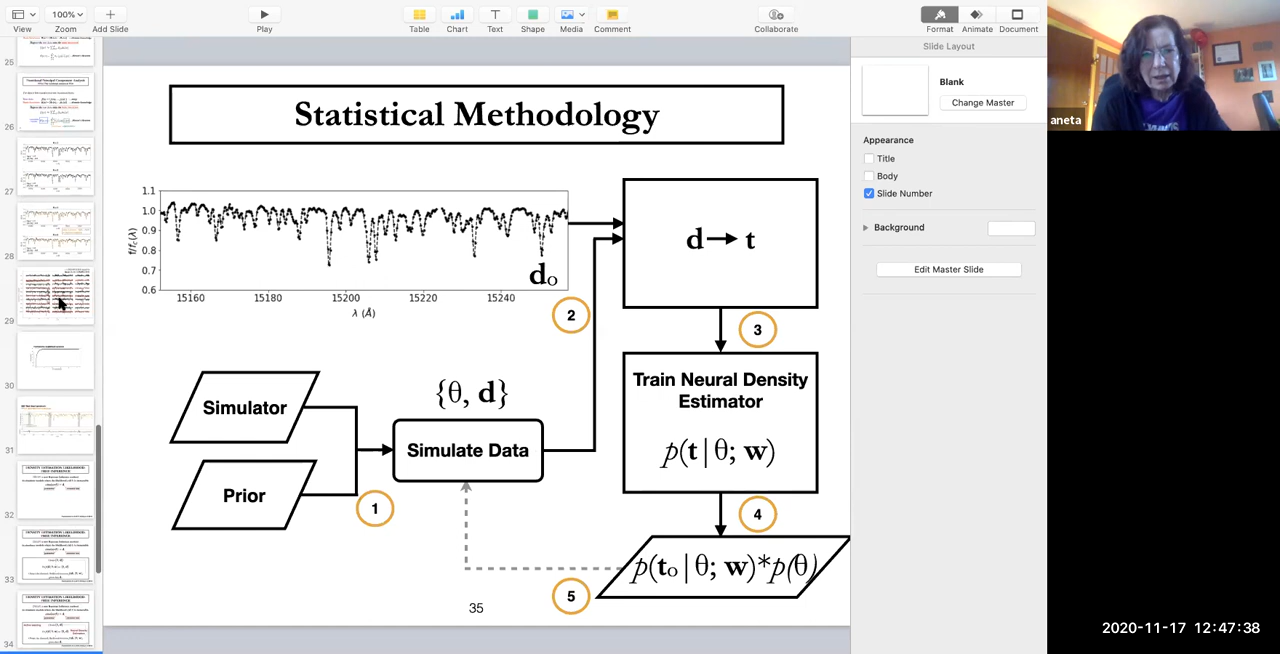 View
100%
Zoom
Add Slide
Play
Table
Chart
Text
Shape
Media
Comment
Collaborate
Format
Animate
Document
Slide Layout
Blank
Change Master
Appearance
Title
Body
Slide Number
Background
Edit Master Slide
25
26
27
28
29
30
31
32
33
34
Statistical Methodology
1.1
1.0
0.9
0.8
0.7
0.6
f/fc(λ)
15160
15180
15200
15220
15240
λ (Å)
do
d→t
2
3
Simulator
Prior
1
{θ, d}
Simulate Data
Train Neural Density
Estimator
p(t | θ; w)
4
p(to | θ; w)*p(θ)
5
35
aneta
2020-11-17 12:47:38